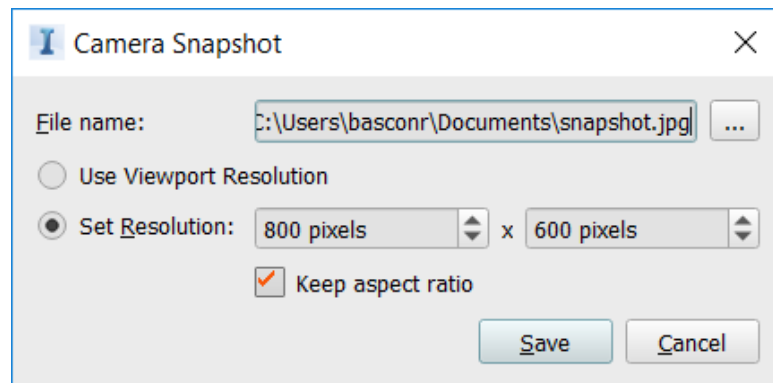 Camera Snapshot
File name: C:\Users\basconr\Documents\snapshot.jpg ...
Use Viewport Resolution
Set Resolution: 800 pixels x 600 pixels
Keep aspect ratio
Save Cancel